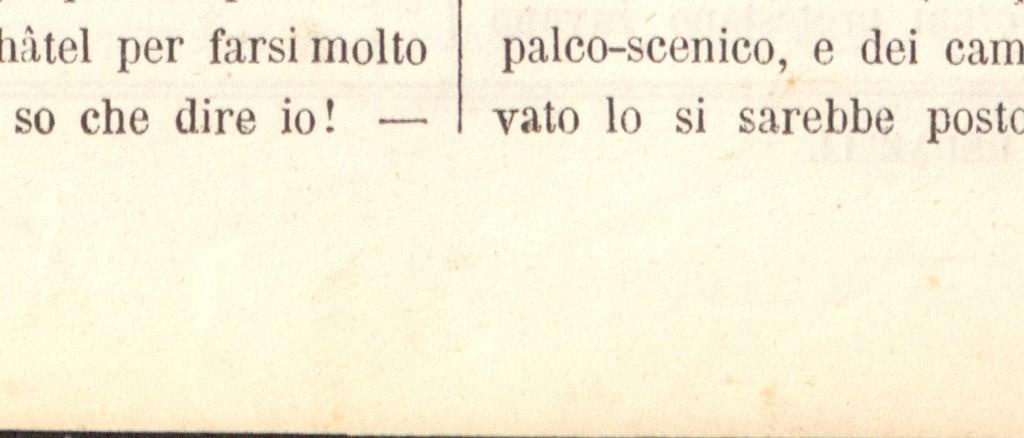 hâtel per farsi molto
so che dire io! —
palco-scenico, e dei cam
vato lo si sarebbe posto